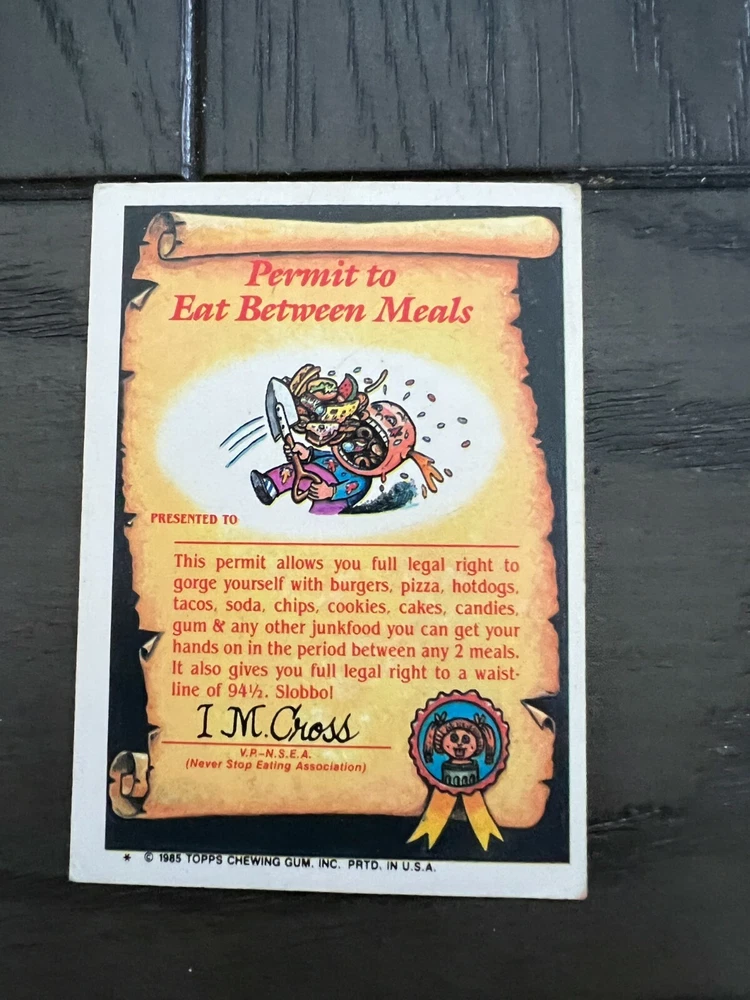 Permit to
Eat Between Meals
PRESENTED TO
This permit allows you full legal right to
gorge yourself with burgers, pizza, hotdogs,
tacos, soda, chips, cookies, cakes, candies,
gum & any other junkfood you can get your
hands on in the period between any 2 meals.
It also gives you full legal right to a waist-
line of 94½. Slobbo!
I M. Cross
V.P.–N.S.E.A.
(Never Stop Eating Association)
* © 1985 TOPPS CHEWING GUM, INC. PRTD. IN U.S.A.